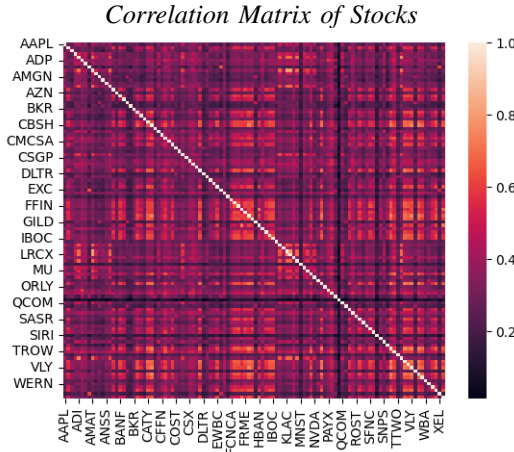 Correlation Matrix of Stocks
AAPL
ADP
AMGN
AZN
BKR
CBSH
CMCSA
CSGP
DLTR
EXC
FFIN
GILD
IBOC
LRCX
MU
ORLY
QCOM
SASR
SIRI
TROW
VLY
WERN
1.0
0.8
0.6
0.4
0.2
AAPL
ADI
AMAT
ANSS
BANF
BKR
CATY
CFFN
COST
CSX
DLTR
EWBC
FCNCA
FRME
HBAN
IBOC
KLAC
MNST
NVDA
PAYX
QCOM
ROST
SFNC
SNPS
TTWO
VLY
WBA
XEL